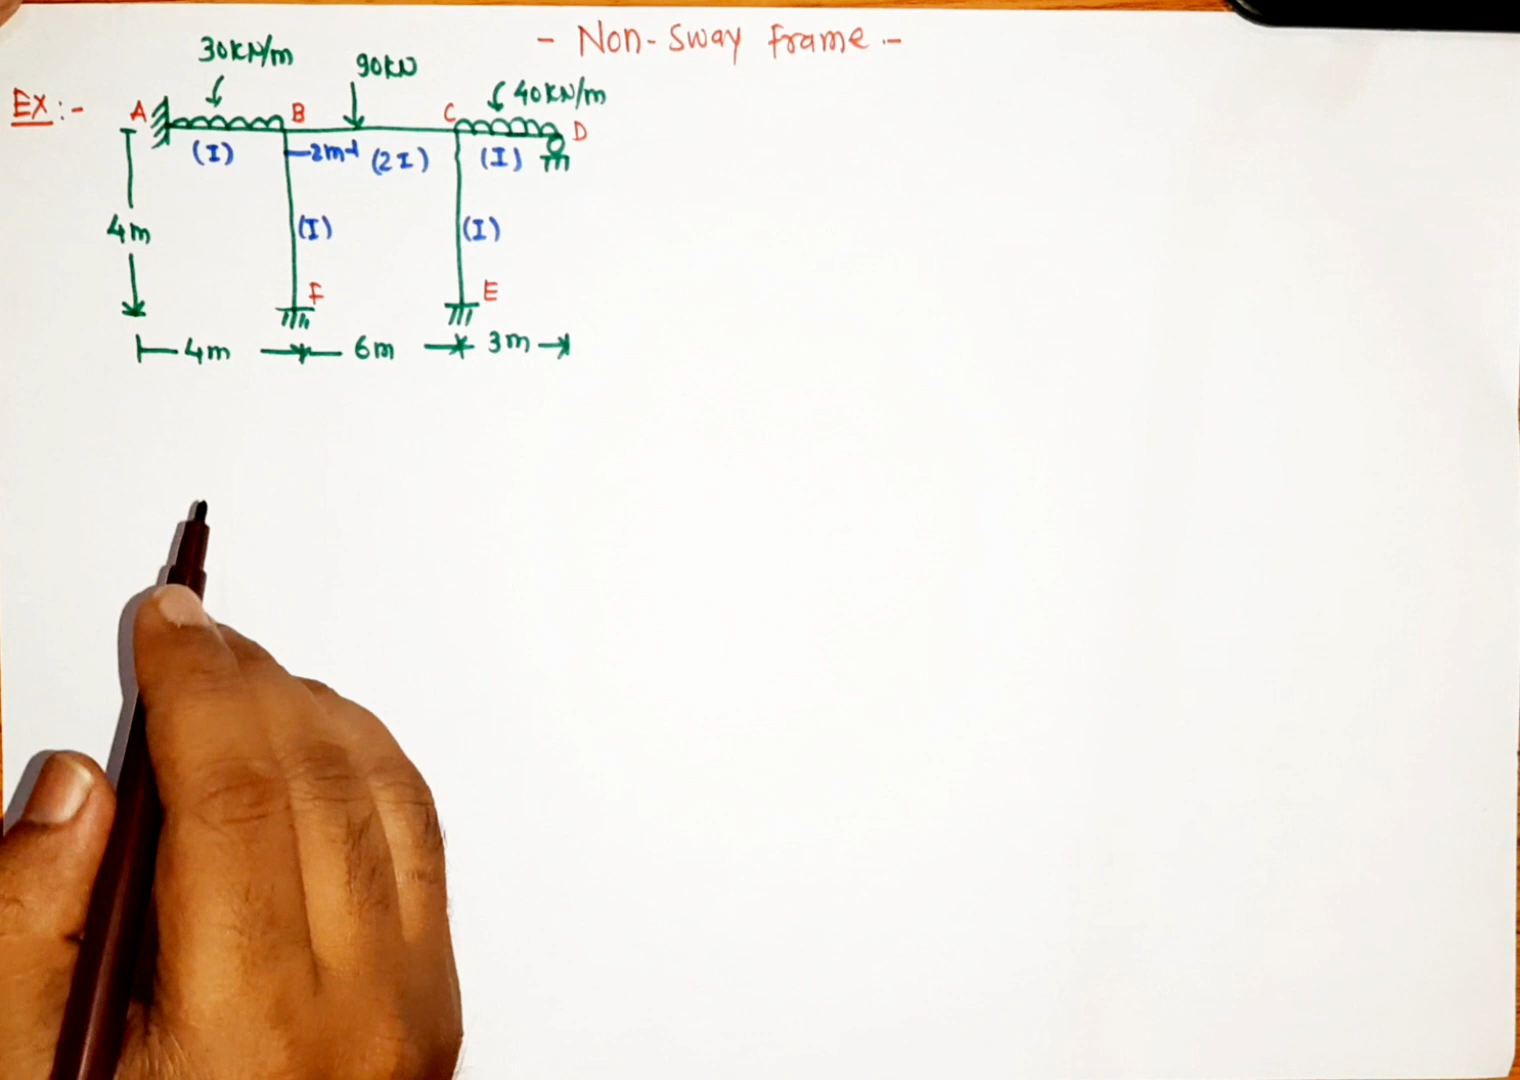 - Non-Sway Frame -
30KN/m
90KN
40KN/m
EX:-
A
B
C
D
(I)
2m
(2I)
(I)
4m
(I)
(I)
F
E
4m
6m
3m